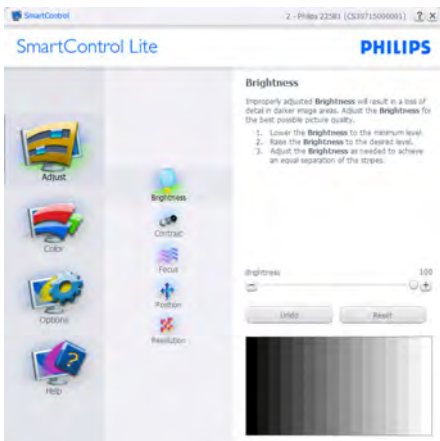 SmartControl
2 - Philips 225B1 (CS30715000001)
? X
SmartControl Lite
PHILIPS
Brightness
Improperly adjusted Brightness will result in a loss of
detail in darker image areas. Adjust the Brightness for
the best possible picture quality.
1. Lower the Brightness to the minimum level.
2. Raise the Brightness to the desired level.
3. Adjust the Brightness as needed to achieve
an equal separation of the stripes.
Adjust
Color
Options
Help
Brightness
Contrast
Focus
Position
Resolution
Brightness 100
Undo
Reset